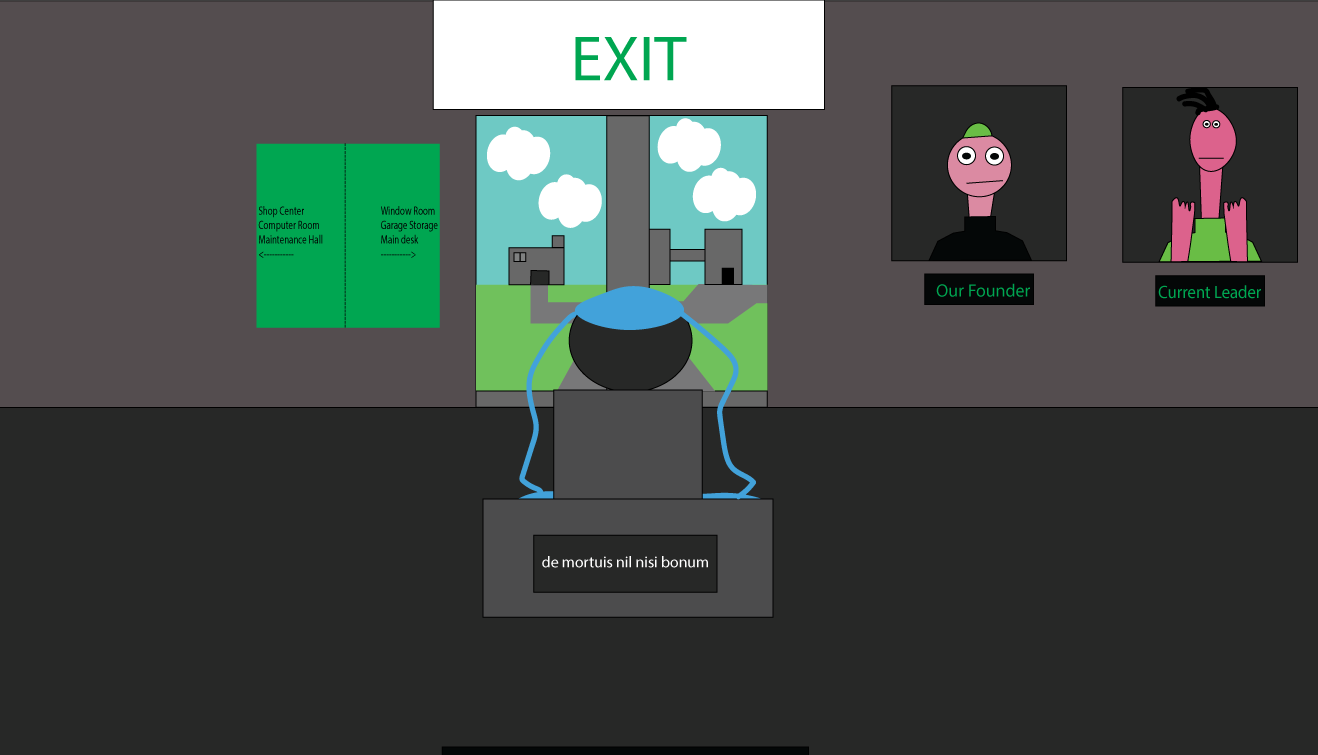 EXIT
Shop Center
Computer Room
Maintenance Hall
<----------
Window Room
Garage Storage
Main desk
---------->
Our Founder
Current Leader
de mortuis nil nisi bonum